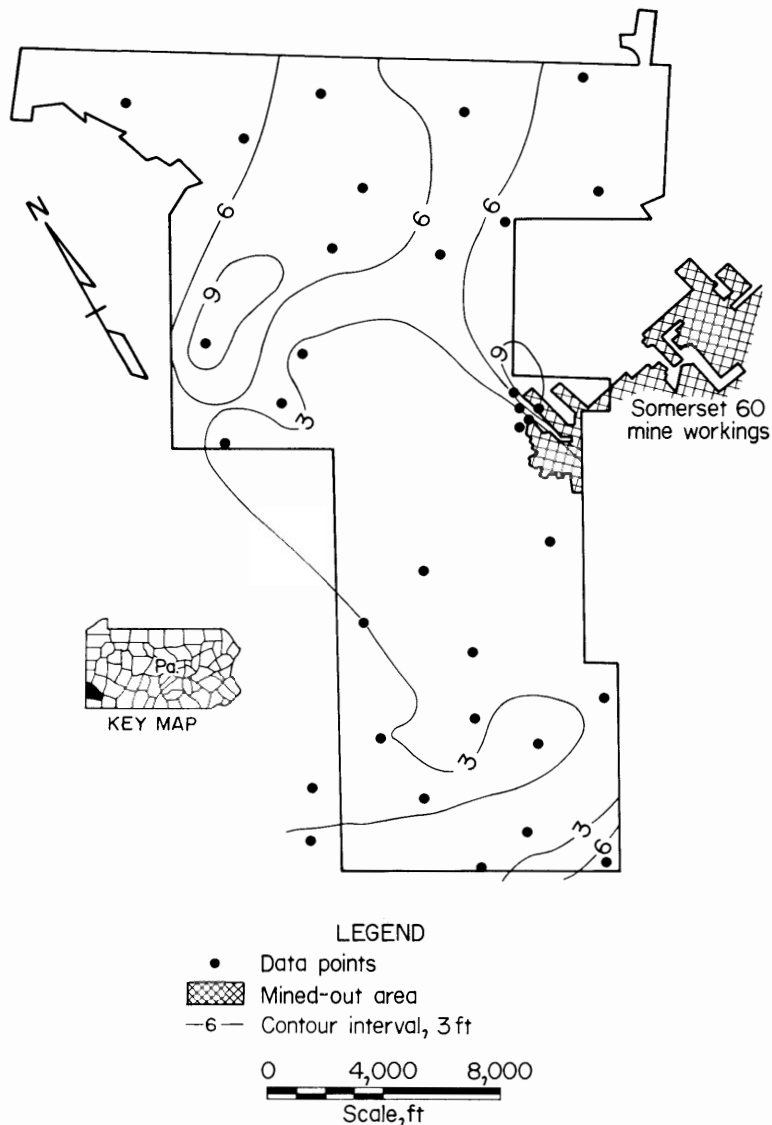 N
6
6
6
9
9
3
Somerset 60
mine workings
Pa.
KEY MAP
3
3
6
LEGEND
Data points
Mined-out area
—6— Contour interval, 3 ft
0 4,000 8,000
Scale, ft